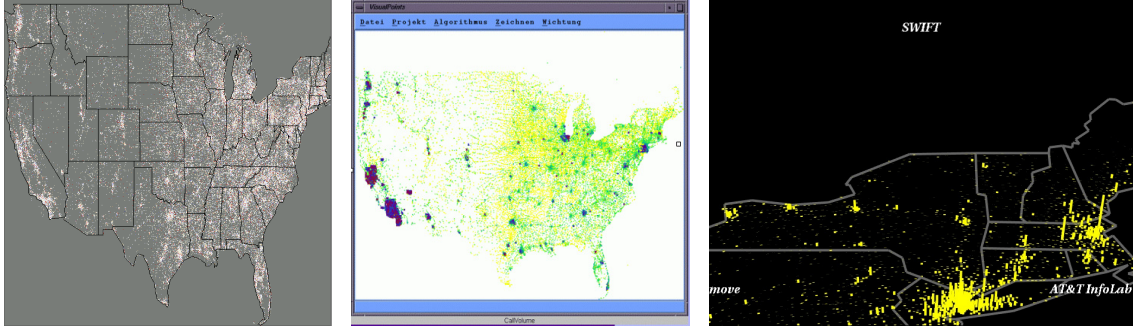 VisualPoints
Datei Projekt Algorithmus Zeichnen Wichtung
CallVolume
SWIFT
move
AT&T InfoLab